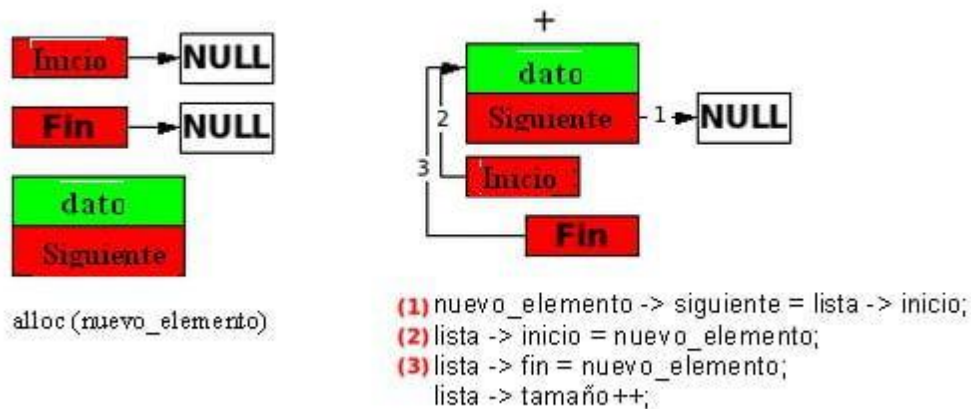 Inicio
NULL
Fin
NULL
dato
Siguiente
alloc (nuevo_elemento)
+
dato
Siguiente
1
NULL
2
Inicio
3
Fin
(1) nuevo_elemento -> siguiente = lista -> inicio;
(2) lista -> inicio = nuevo_elemento;
(3) lista -> fin = nuevo_elemento;
lista -> tamaño++;